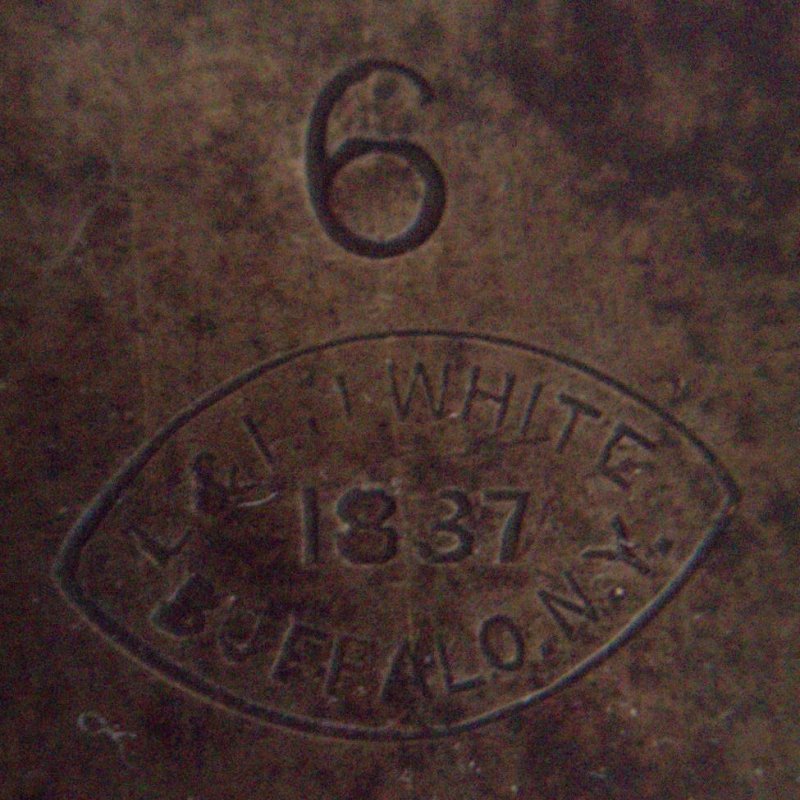 6
L. & I. J. WHITE
1837
BUFFALO. N.Y.